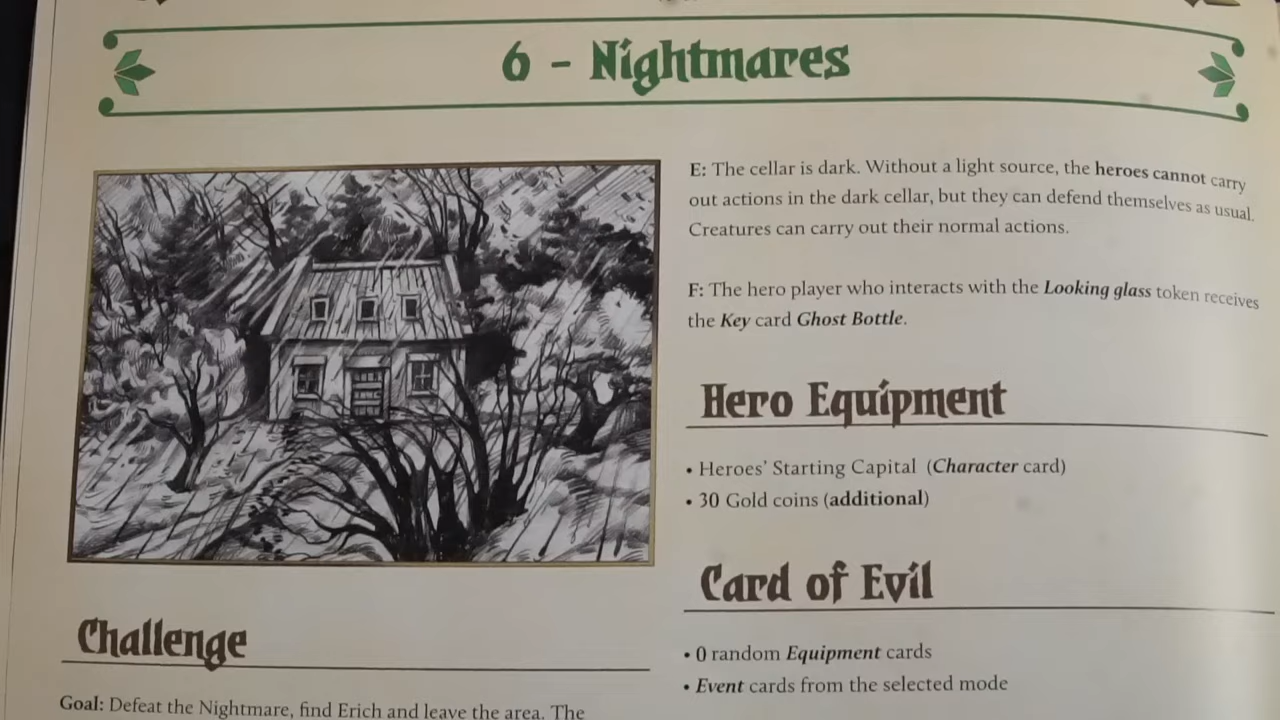 6 - Nightmares
Challenge
Goal: Defeat the Nightmare, find Erich and leave the area. The
E: The cellar is dark. Without a light source, the heroes cannot carry
out actions in the dark cellar, but they can defend themselves as usual.
Creatures can carry out their normal actions.
F: The hero player who interacts with the Looking glass token receives
the Key card Ghost Bottle.
Hero Equipment
• Heroes' Starting Capital (Character card)
• 30 Gold coins (additional)
Card of Evil
• 0 random Equipment cards
• Event cards from the selected mode